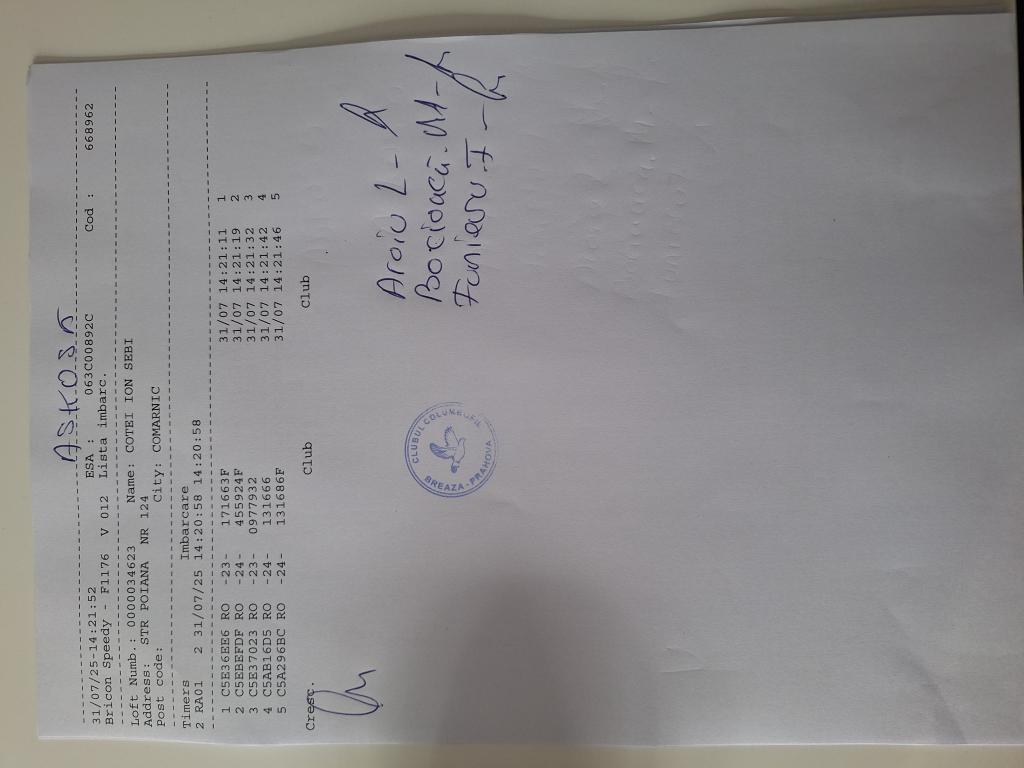 ASKOSA
31/07/25-14:21:52 ESA : 063C00892C Cod : 668962
Bricon Speedy - F1176 V 012 Lista imbarc.
Loft Numb.: 0000034623 Name: COTEI ION SEBI
Address: STR POIANA NR 124
Post code: City: COMARNIC
Timers Imbarcare
2 RA01 2 31/07/25 14:20:58 14:20:58
1 C5E36EE6 RO -23- 171663F 31/07 14:21:11 1
2 C5EBEFDF RO -24- 455924F 31/07 14:21:19 2
3 C5E37023 RO -23- 0977932 31/07 14:21:32 3
4 C5AB16D5 RO -24- 131666 31/07 14:21:42 4
5 C5A296BC RO -24- 131686F 31/07 14:21:46 5
Cresc. Club Club
CLUBUL COLUMBOFIL
BREAZA - PRAHOVA